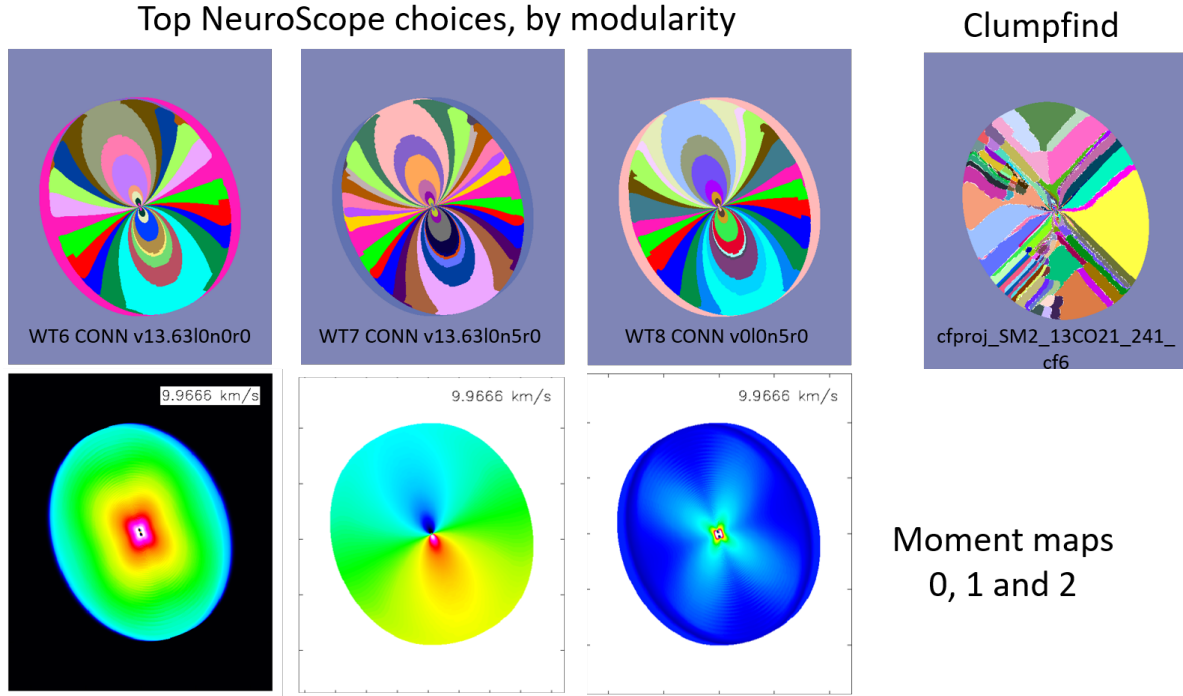 Top NeuroScope choices, by modularity
Clumpfind
WT6 CONN v13.63l0n0r0
WT7 CONN v13.63l0n5r0
WT8 CONN v0l0n5r0
cfproj_SM2_13CO21_241_
cf6
9.9666 km/s
9.9666 km/s
9.9666 km/s
Moment maps
0, 1 and 2